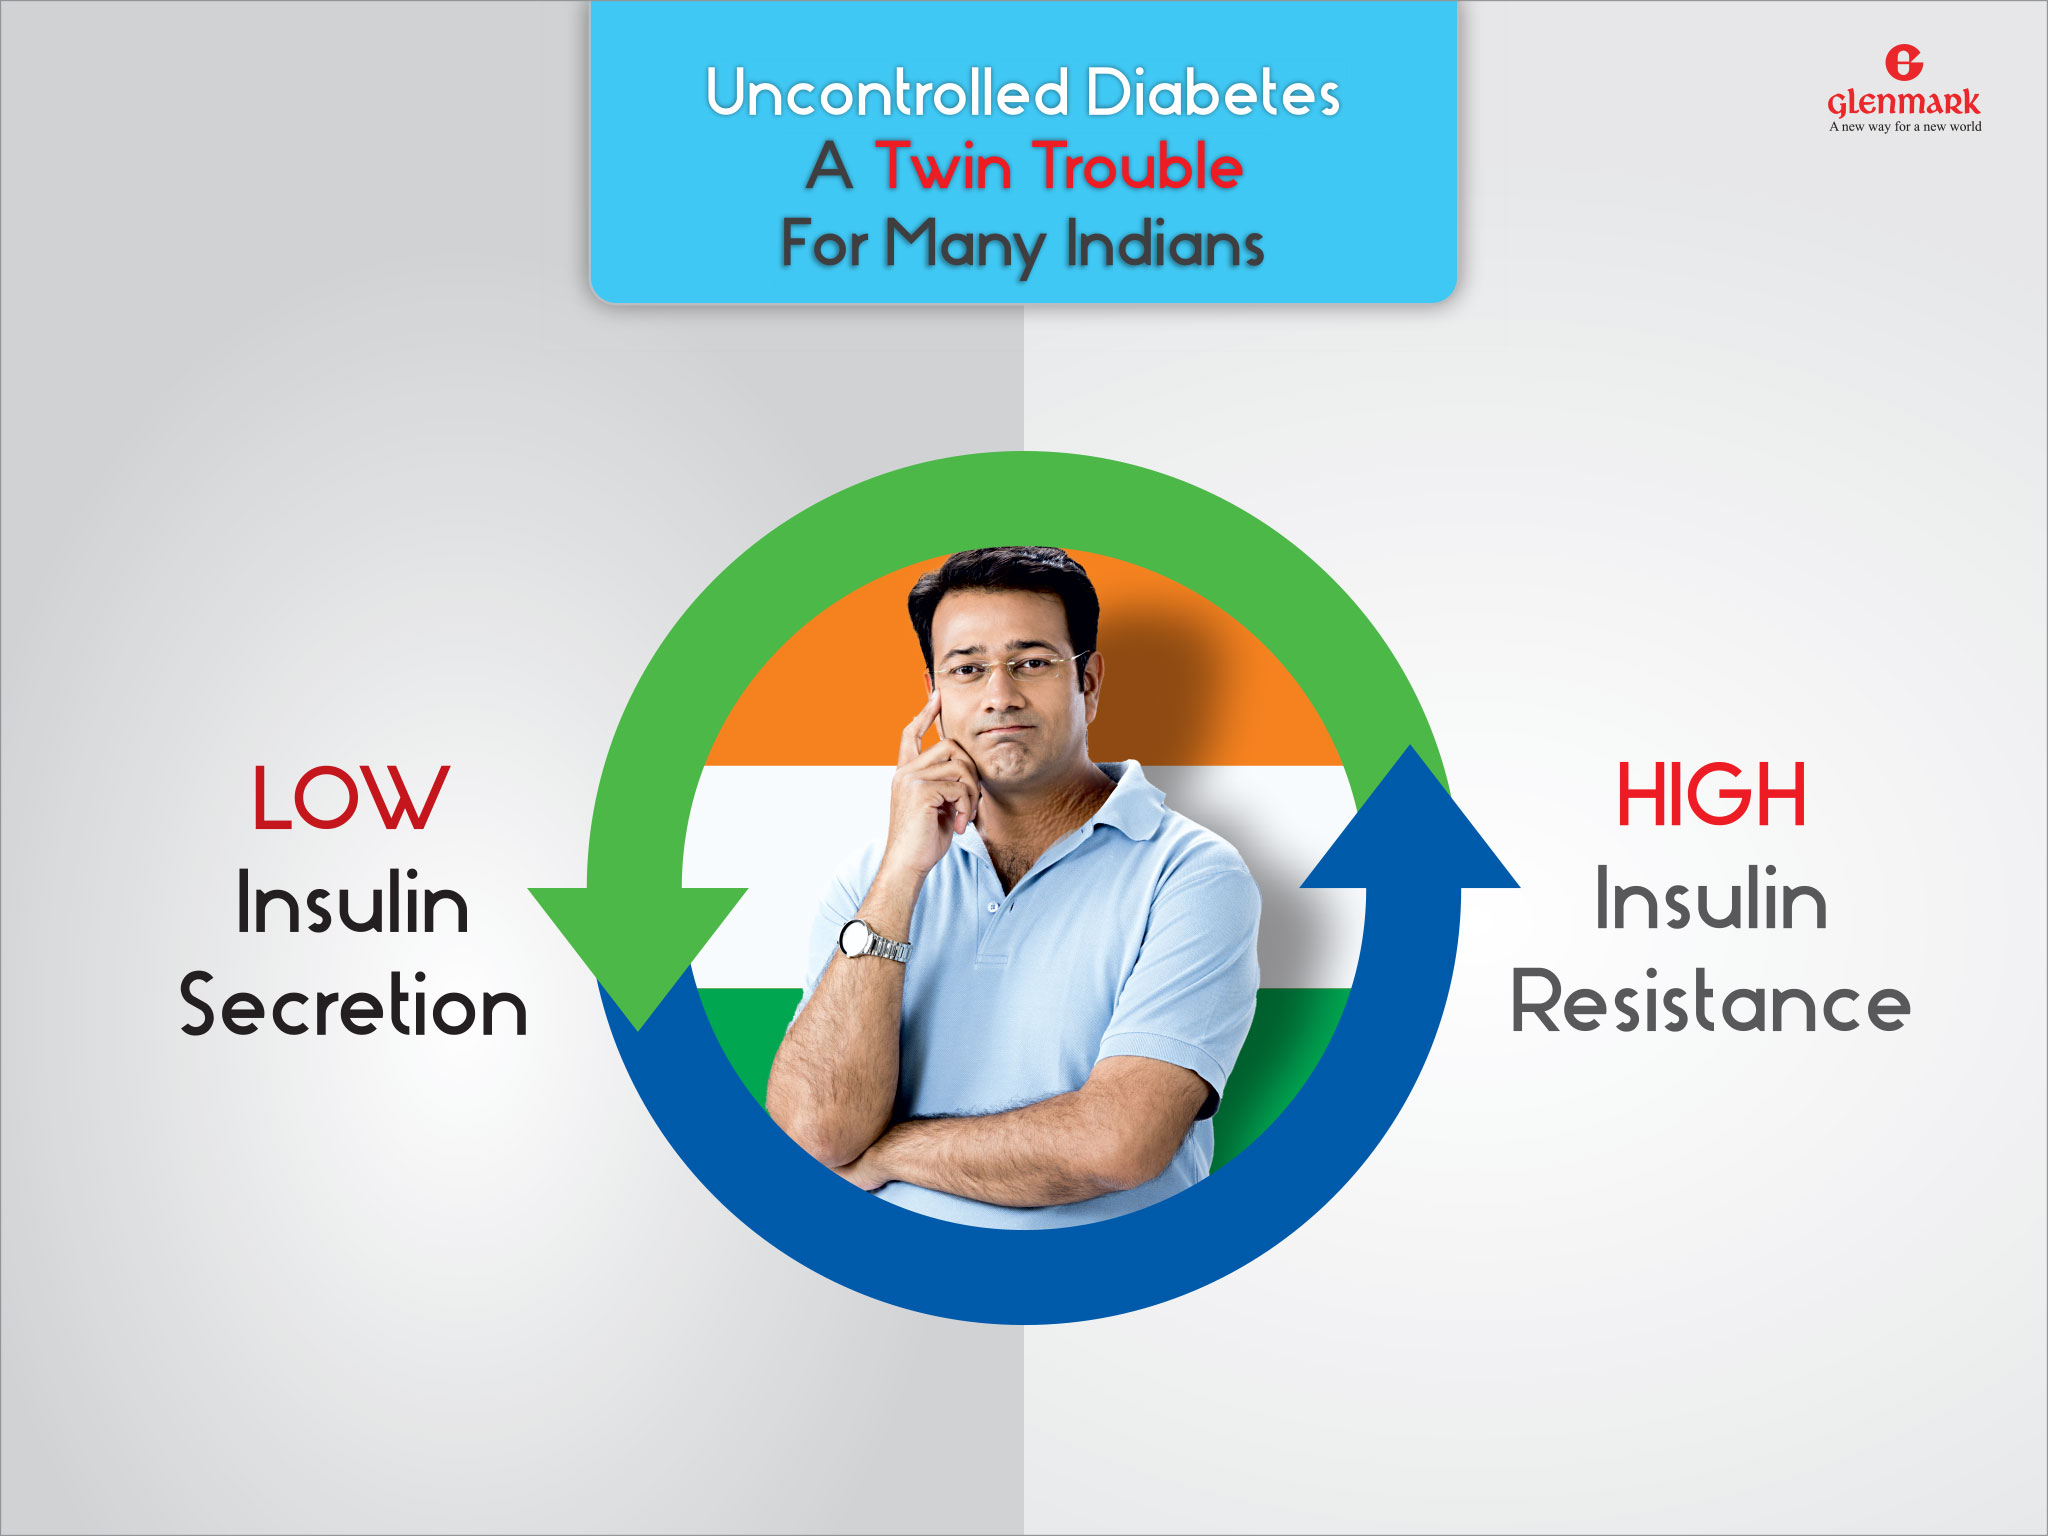 Uncontrolled Diabetes
A Twin Trouble
For Many Indians
Glenmark
A new way for a new world
LOW
Insulin
Secretion
HIGH
Insulin
Resistance